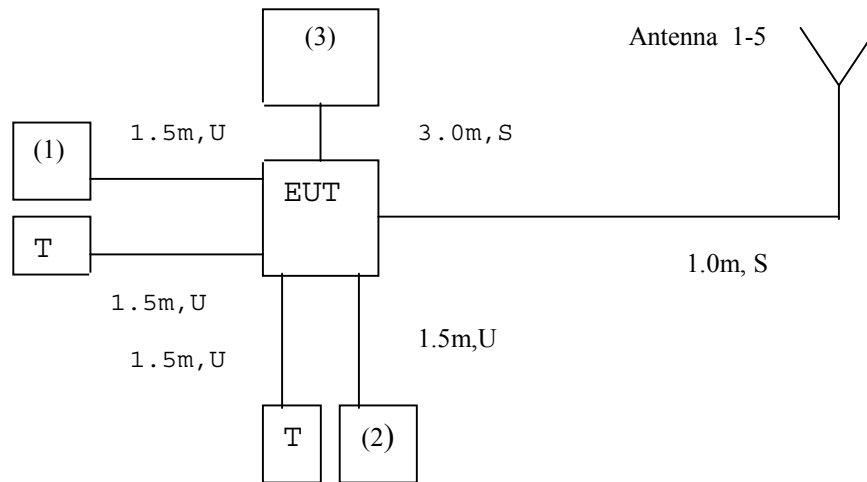 (3)
Antenna 1-5
1.5m,U
3.0m,S
(1)
EUT
T
1.0m, S
1.5m,U
1.5m,U
1.5m,U
T
(2)